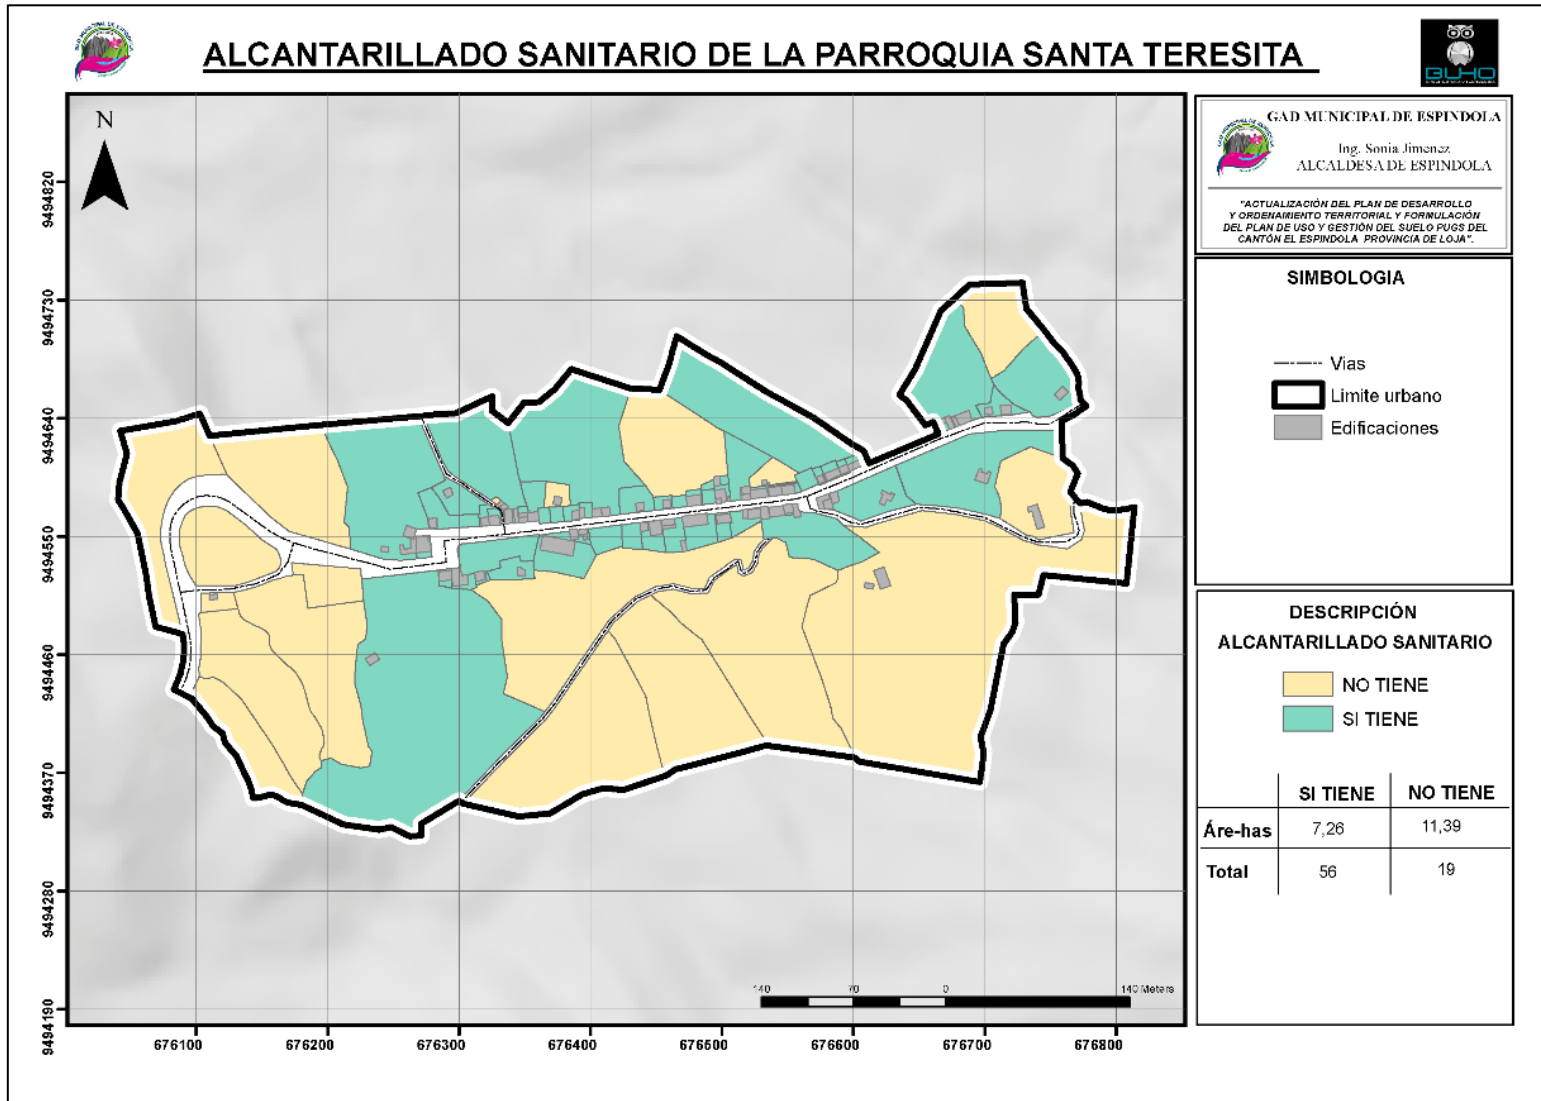 ALCANTARILLADO SANITARIO DE LA PARROQUIA SANTA TERESITA
BUHO
GAD MUNICIPAL DE ESPINDOLA
Ing. Sonia Jimenez
ALCALDESA DE ESPINDOLA
"ACTUALIZACIÓN DEL PLAN DE DESARROLLO
Y ORDENAMIENTO TERRITORIAL Y FORMULACIÓN
DEL PLAN DE USO Y GESTIÓN DEL SUELO PUGS DEL
CANTÓN EL ESPINDOLA PROVINCIA DE LOJA".
SIMBOLOGIA
Vias
Limite urbano
Edificaciones
DESCRIPCIÓN
ALCANTARILLADO SANITARIO
NO TIENE
SI TIENE
SI TIENE NO TIENE
Áre-has 7,26 11,39
Total 56 19
N
9494820
9494730
9494640
9494550
9494460
9494370
9494280
9494190
140 70 0 140 Meters
676100 676200 676300 676400 676500 676600 676700 676800